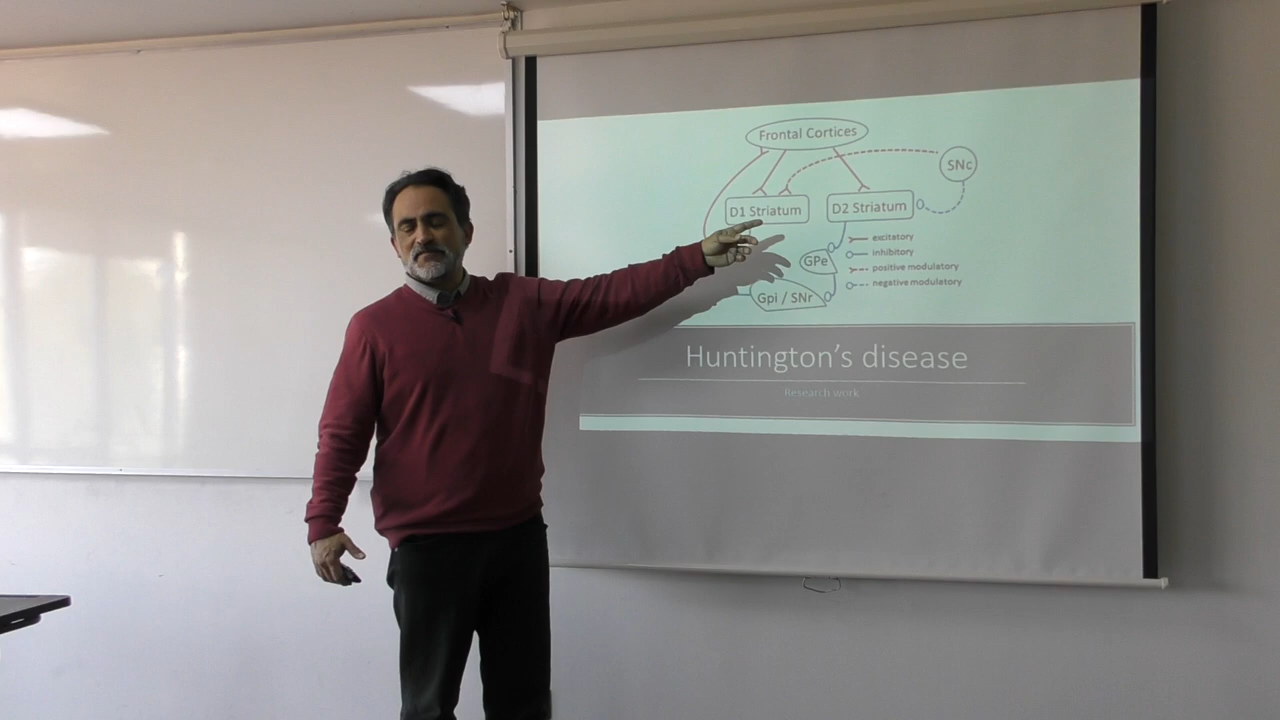 Frontal Cortices
SNc
D1 Striatum
D2 Striatum
excitatory
GPe
inhibitory
positive modulatory
negative modulatory
Gpi / SNr
Huntington's disease
Research work